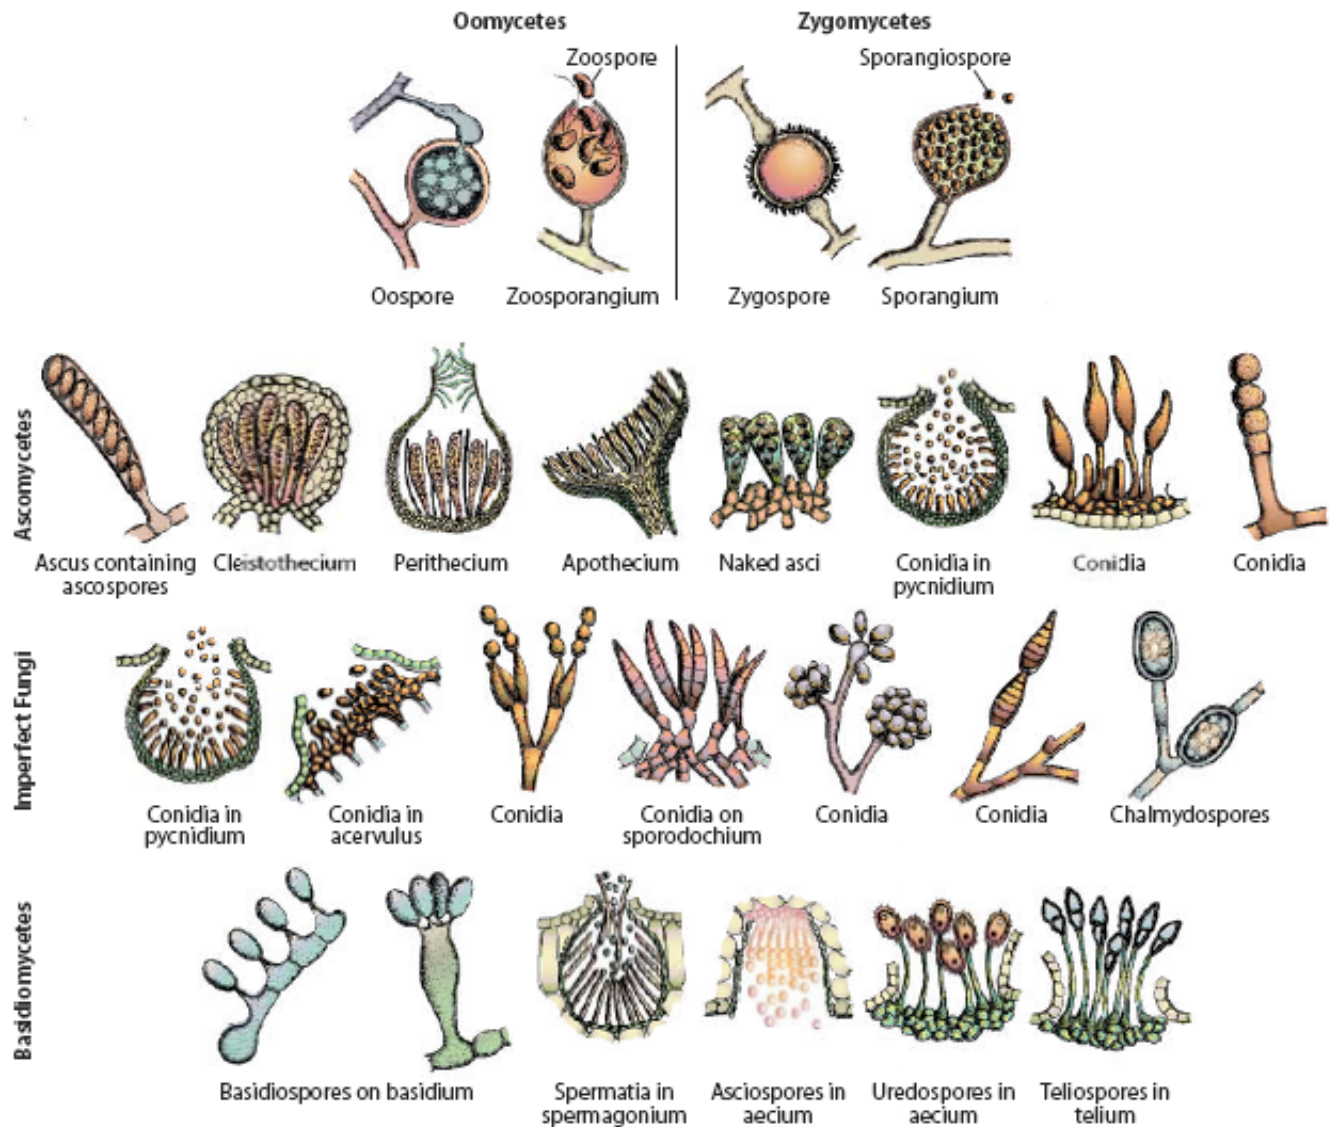 Oomycetes
Zygomycetes
Zoospore
Sporangiospore
Oospore
Zoosporangium
Zygospore
Sporangium
Ascomycetes
Ascus containing
ascospores
Cleistothecium
Perithecium
Apothecium
Naked asci
Conidia in
pycnidium
Conidia
Conidia
Imperfect Fungi
Conidia in
pycnidium
Conidia in
acervulus
Conidia
Conidia on
sporodochium
Conidia
Conidia
Chalmydospores
Basidiomycetes
Basidiospores on basidium
Spermatia in
spermagonium
Asciospores in
aecium
Uredospores in
aecium
Teliospores in
telium